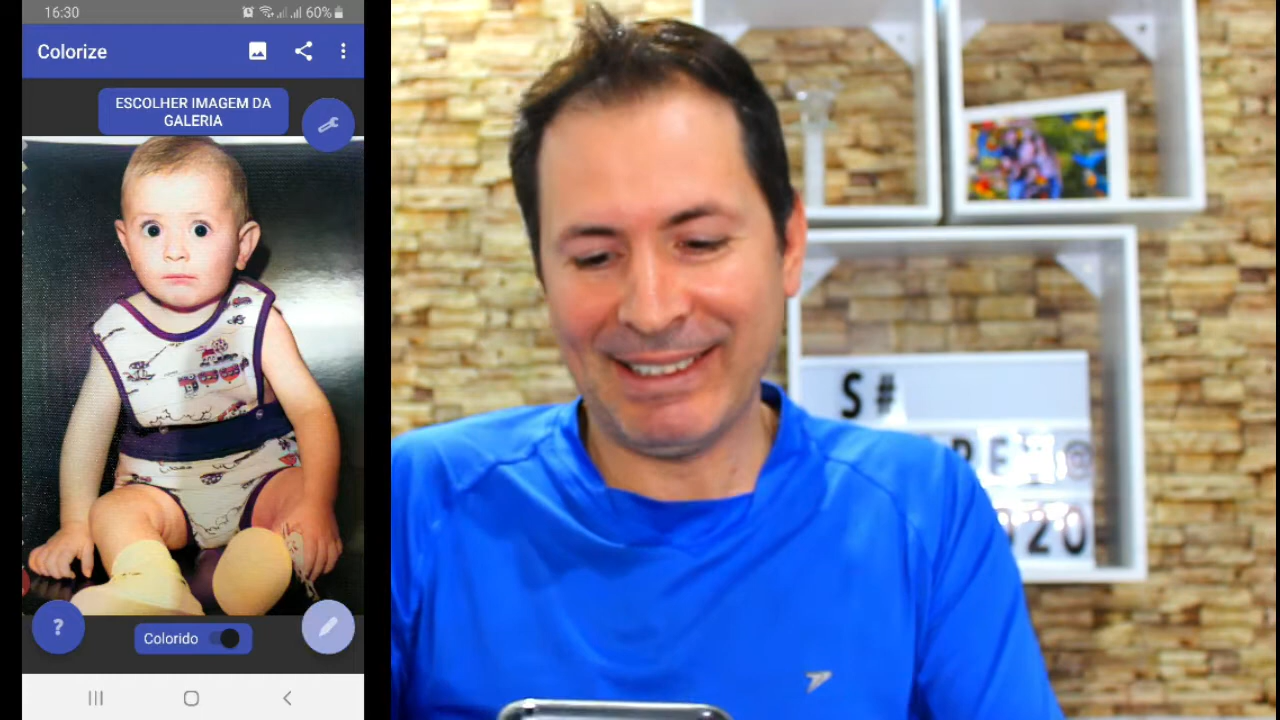 16:30
60%
Colorize
ESCOLHER IMAGEM DA
GALERIA
?
Colorido
S#